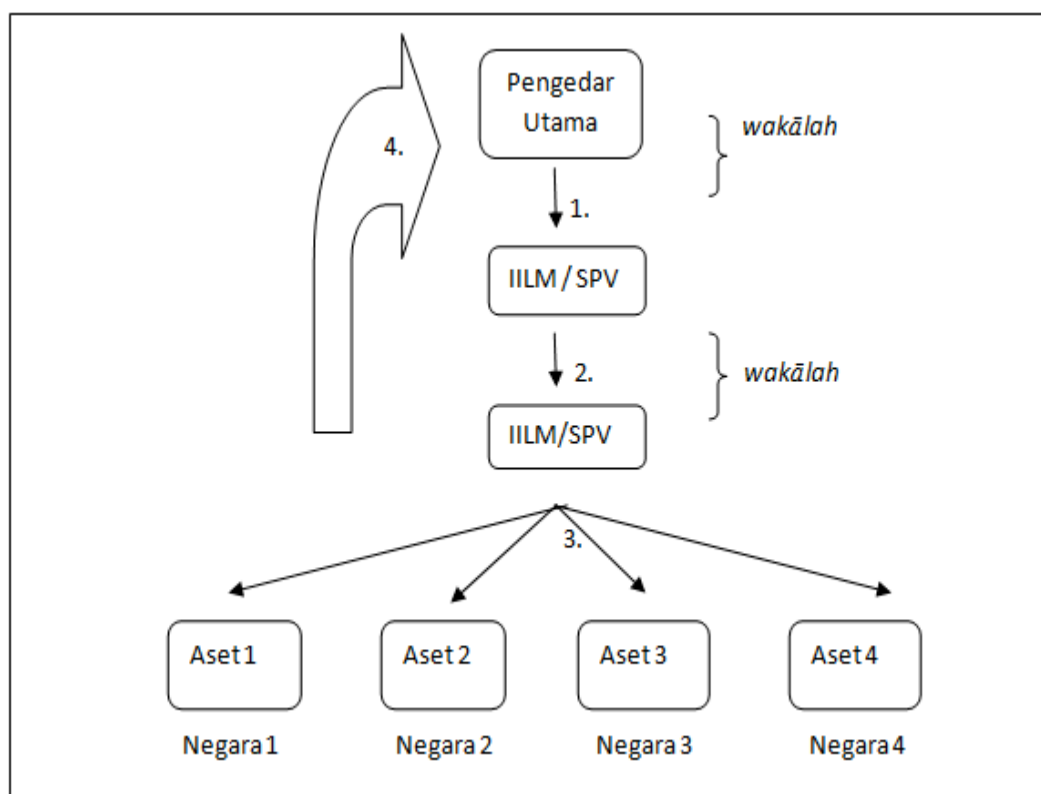 Pengedar
Utama
wakālah
4.
1.
IILM / SPV
2.
wakālah
IILM/SPV
3.
Aset 1
Aset 2
Aset 3
Aset 4
Negara 1
Negara 2
Negara 3
Negara 4